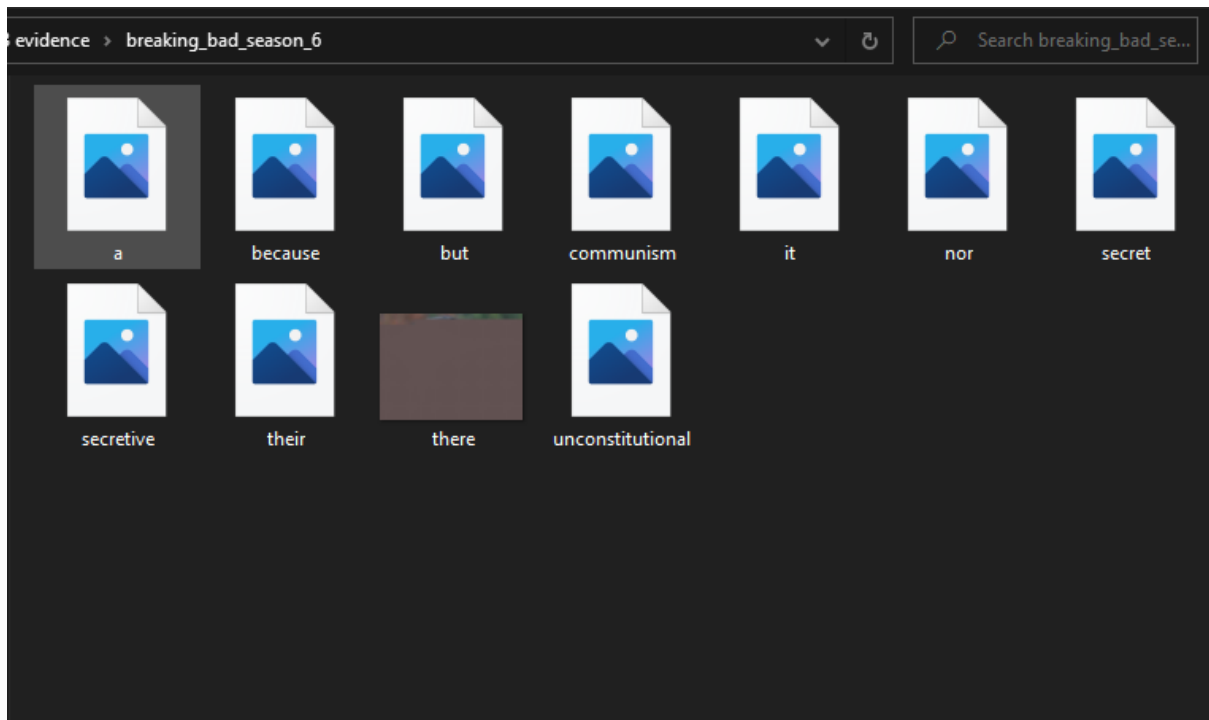 evidence > breaking_bad_season_6
Search breaking_bad_se...
a because but communism it nor secret
secretive their there unconstitutional